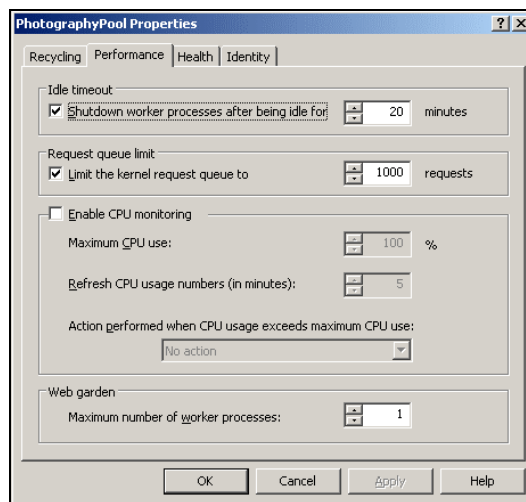 PhotographyPool Properties
Recycling Performance Health Identity
Idle timeout
Shutdown worker processes after being idle for 20 minutes
Request queue limit
Limit the kernel request queue to 1000 requests
Enable CPU monitoring
Maximum CPU use: 100 %
Refresh CPU usage numbers (in minutes): 5
Action performed when CPU usage exceeds maximum CPU use:
No action
Web garden
Maximum number of worker processes: 1
OK Cancel Apply Help